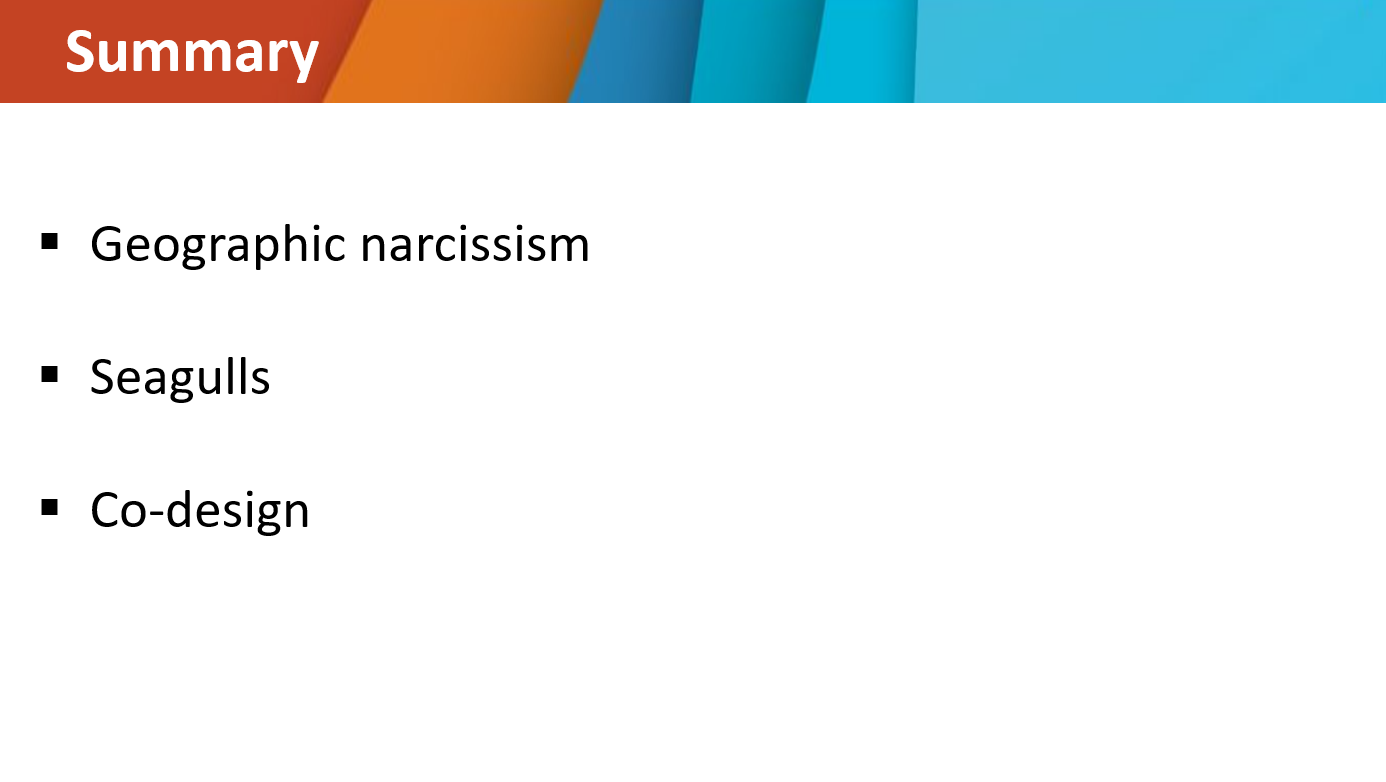 Summary
▪ Geographic narcissism
▪ Seagulls
▪ Co-design